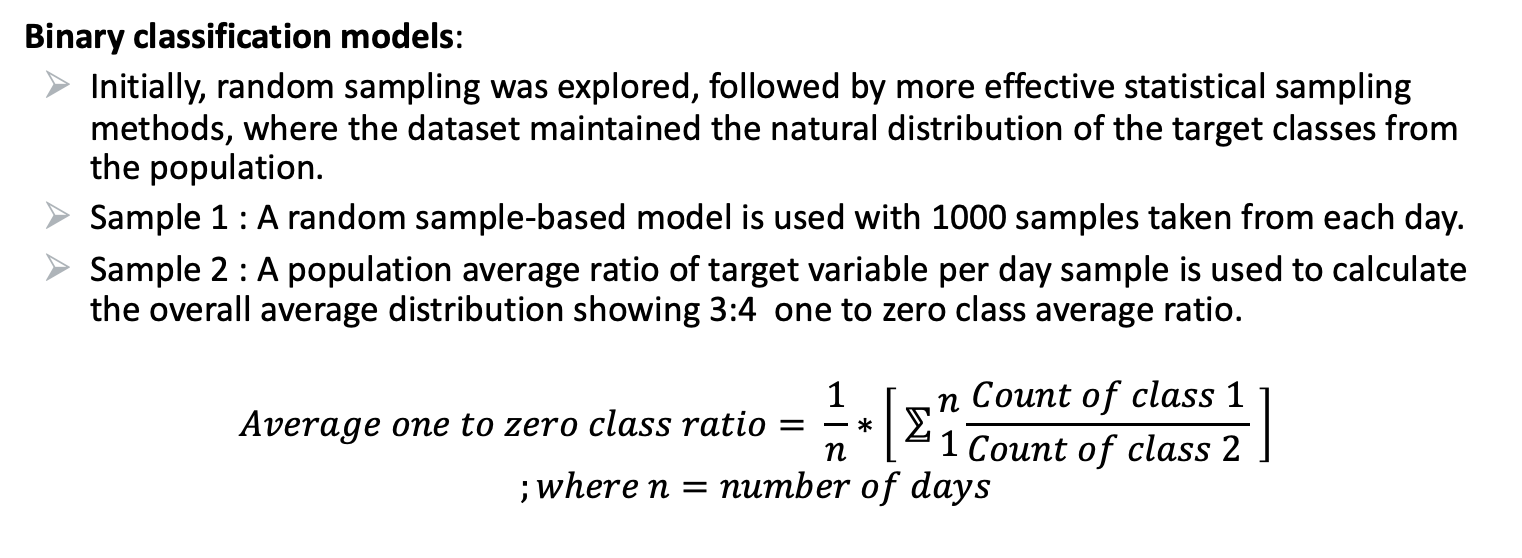 Binary classification models:
➢ Initially, random sampling was explored, followed by more effective statistical sampling
methods, where the dataset maintained the natural distribution of the target classes from
the population.
➢ Sample 1 : A random sample-based model is used with 1000 samples taken from each day.
➢ Sample 2 : A population average ratio of target variable per day sample is used to calculate
the overall average distribution showing 3:4 one to zero class average ratio.
Average one to zero class ratio = 1/n * [ Σ_1^n Count of class 1 / Count of class 2 ]
; where n = number of days